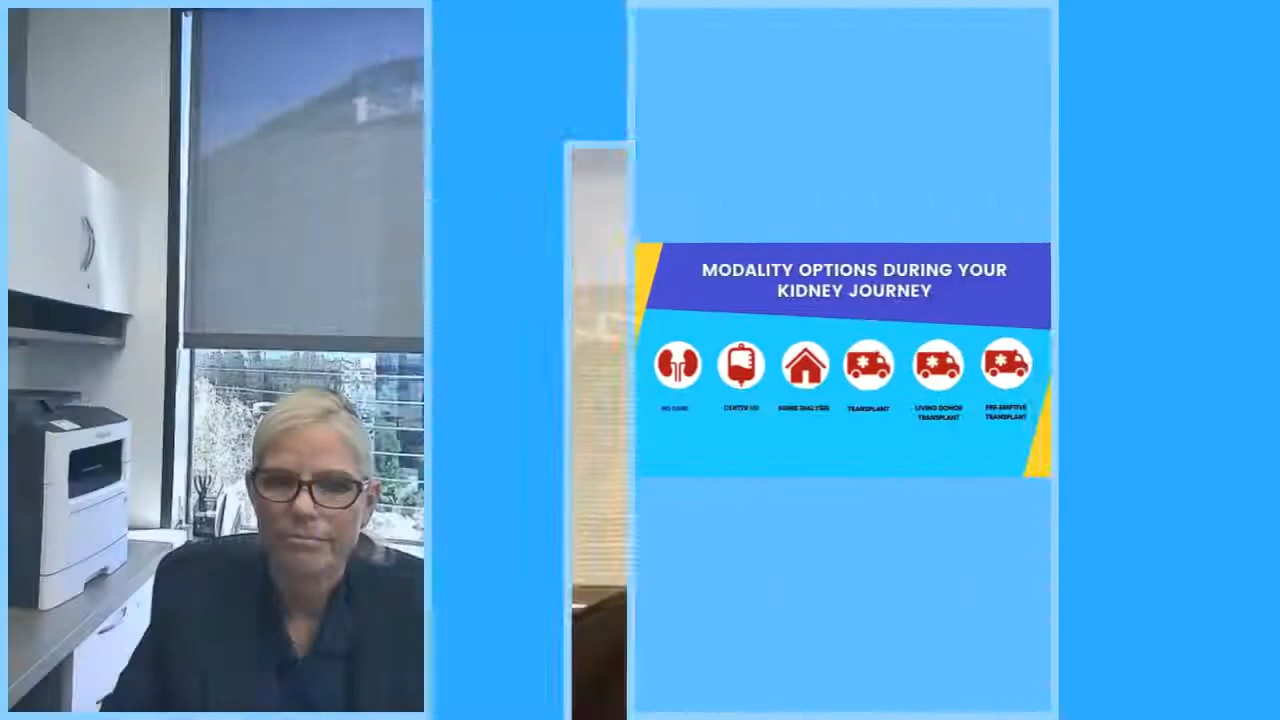 MODALITY OPTIONS DURING YOUR
KIDNEY JOURNEY
NO CARE
CENTER HD
HOME DIALYSIS
TRANSPLANT
LIVING DONOR
TRANSPLANT
PRE-EMPTIVE
TRANSPLANT